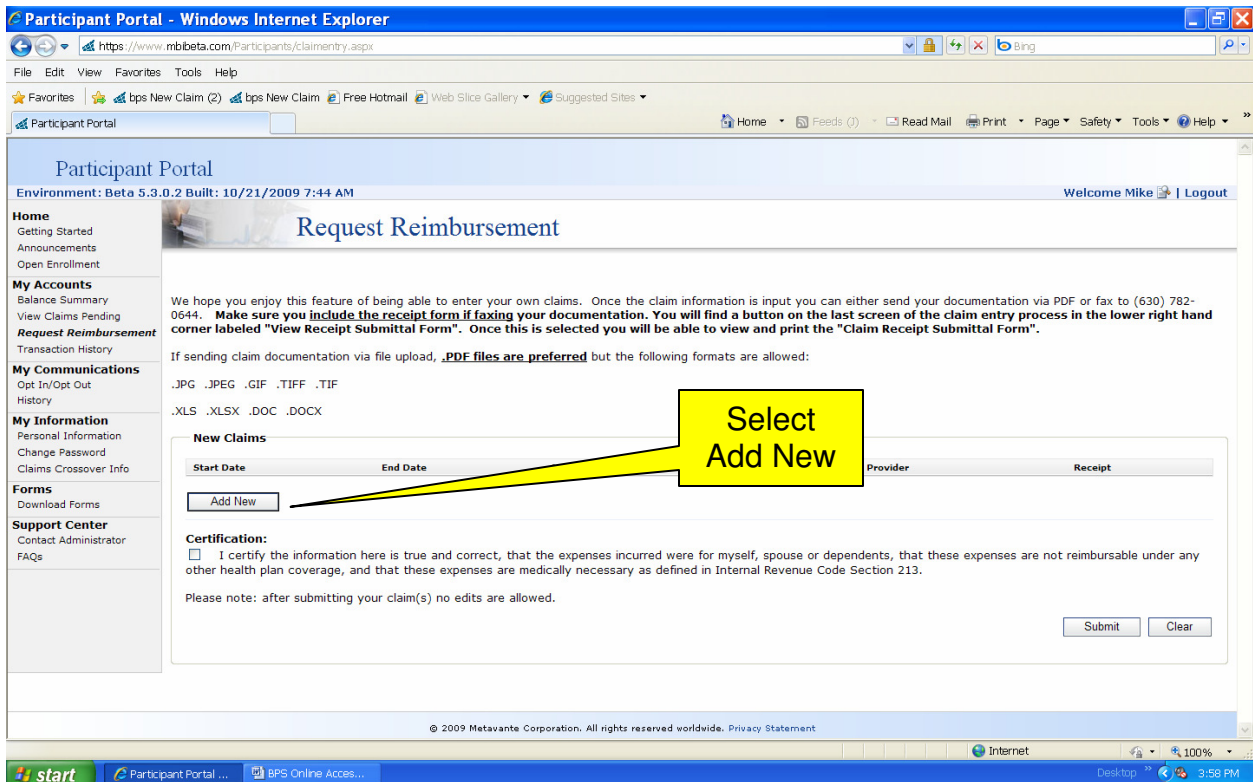 Participant Portal - Windows Internet Explorer
https://www.mbibeta.com/Participants/claimentry.aspx
Bing
File Edit View Favorites Tools Help
Favorites bps New Claim (2) bps New Claim Free Hotmail Web Slice Gallery Suggested Sites
Participant Portal
Home Feeds (J) Read Mail Print Page Safety Tools Help »
Participant Portal
Environment: Beta 5.3.0.2 Built: 10/21/2009 7:44 AM
Welcome Mike | Logout
Home
Getting Started
Announcements
Open Enrollment
My Accounts
Balance Summary
View Claims Pending
Request Reimbursement
Transaction History
My Communications
Opt In/Opt Out
History
My Information
Personal Information
Change Password
Claims Crossover Info
Forms
Download Forms
Support Center
Contact Administrator
FAQs
Request Reimbursement
We hope you enjoy this feature of being able to enter your own claims. Once the claim information is input you can either send your documentation via PDF or fax to (630) 782-
0644. Make sure you include the receipt form if faxing your documentation. You will find a button on the last screen of the claim entry process in the lower right hand
corner labeled "View Receipt Submittal Form". Once this is selected you will be able to view and print the "Claim Receipt Submittal Form".
If sending claim documentation via file upload, .PDF files are preferred but the following formats are allowed:
.JPG .JPEG .GIF .TIFF .TIF
.XLS .XLSX .DOC .DOCX
Select
Add New
New Claims
Start Date End Date Provider Receipt
Add New
Certification:
I certify the information here is true and correct, that the expenses incurred were for myself, spouse or dependents, that these expenses are not reimbursable under any
other health plan coverage, and that these expenses are medically necessary as defined in Internal Revenue Code Section 213.
Please note: after submitting your claim(s) no edits are allowed.
Submit Clear
© 2009 Metavante Corporation. All rights reserved worldwide. Privacy Statement
Internet 100%
start Participant Portal ... BPS Online Acces... Desktop » 3:58 PM